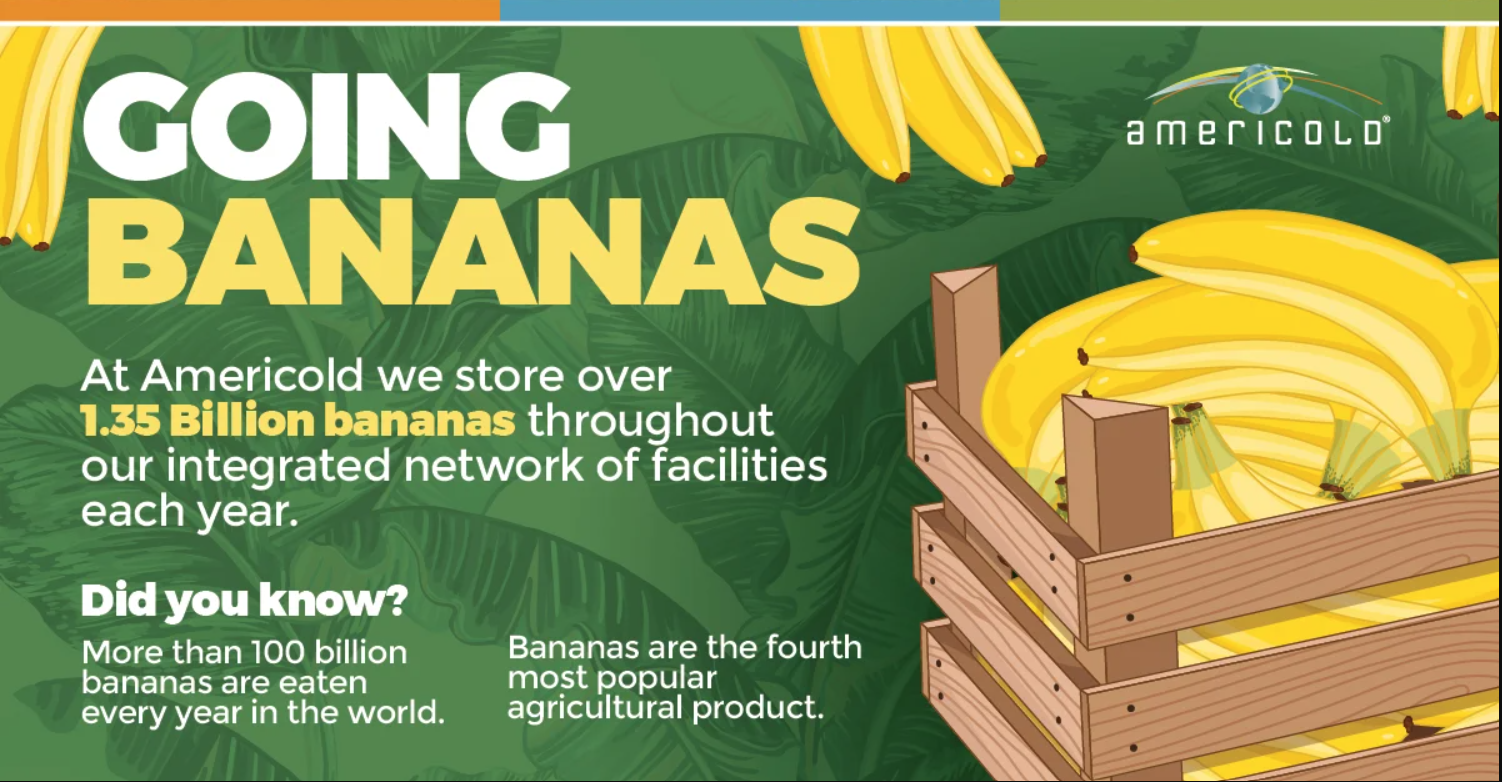 GOING
BANANAS
americold®
At Americold we store over
1.35 Billion bananas throughout
our integrated network of facilities
each year.
Did you know?
More than 100 billion
bananas are eaten
every year in the world.
Bananas are the fourth
most popular
agricultural product.